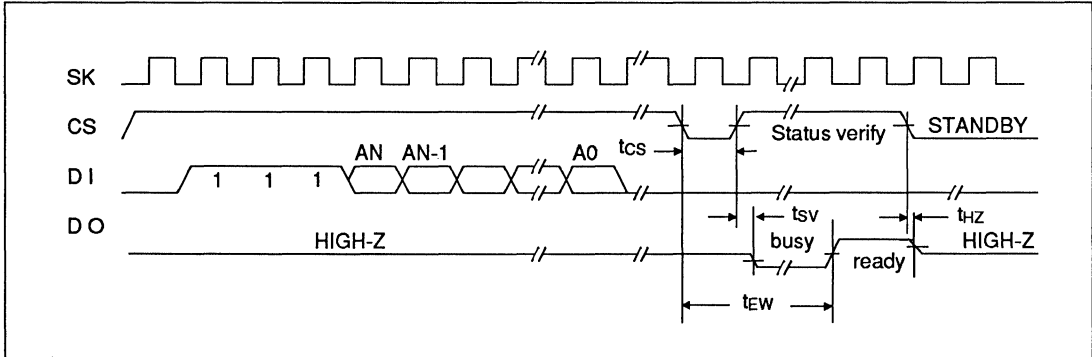 SK
CS
tCS
Status verify
STANDBY
DI
1 1 1
AN
AN-1
A0
DO
HIGH-Z
tSV
busy
ready
tHZ
HIGH-Z
tEW